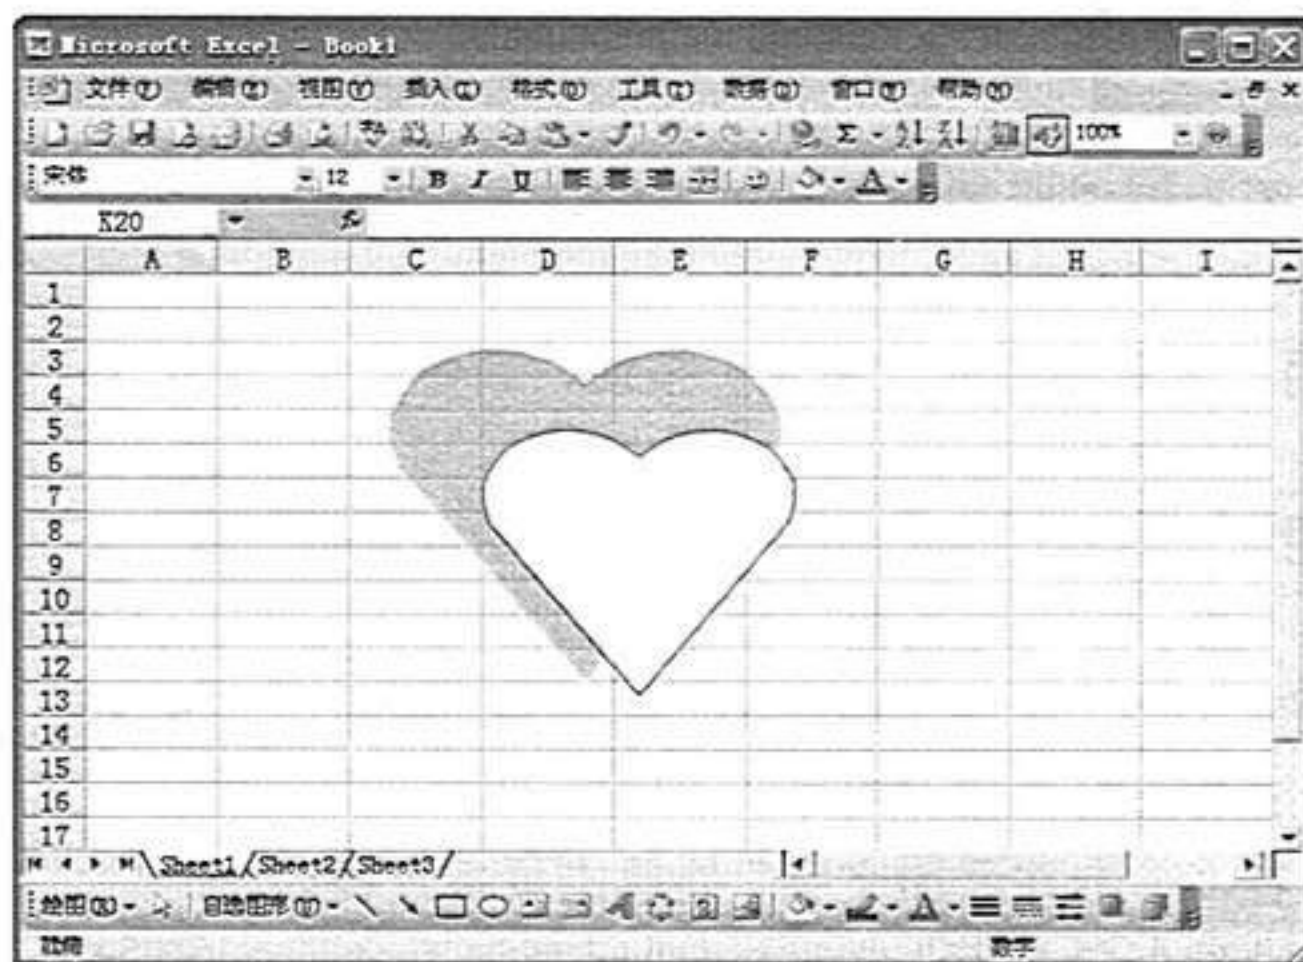 Microsoft Excel - Book1
文件(F) 编辑(E) 视图(V) 插入(I) 格式(O) 工具(T) 数据(D) 窗口(W) 帮助(H)
Σ 100%
宋体 12 B I U A
K20 fx
A B C D E F G H I
1
2
3
4
5
6
7
8
9
10
11
12
13
14
15
16
17
Sheet1 Sheet2 Sheet3
绘图(R) 自选图形(U) A
就绪 数字